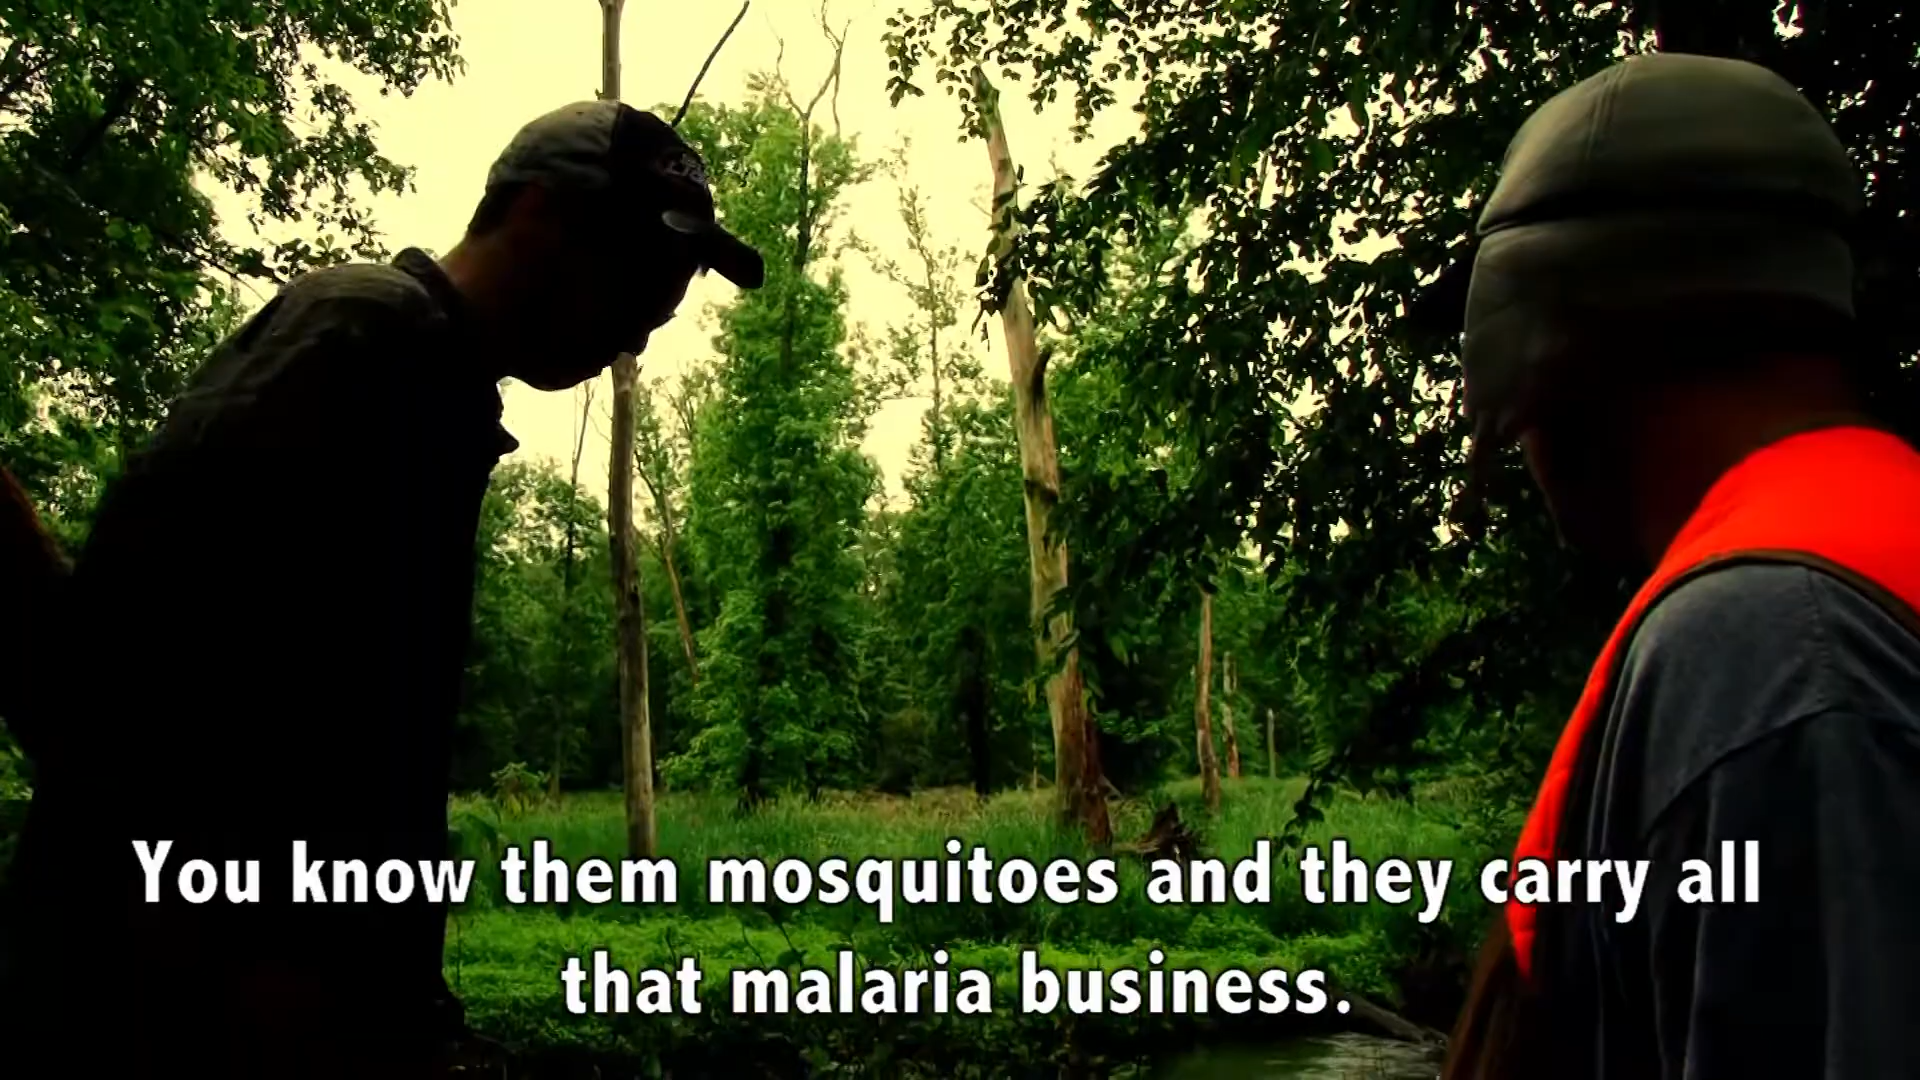 You know them mosquitoes and they carry all
that malaria business.